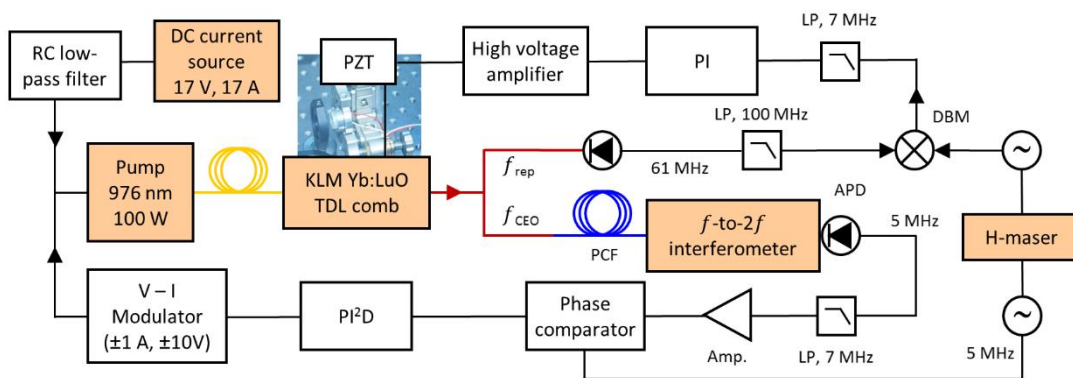 RC low-
pass filter
DC current
source
17 V, 17 A
PZT
High voltage
amplifier
PI
LP, 7 MHz
DBM
LP, 100 MHz
Pump
976 nm
100 W
KLM Yb:LuO
TDL comb
f_rep
61 MHz
f_CEO
PCF
f-to-2f
interferometer
APD
5 MHz
H-maser
V – I
Modulator
(±1 A, ±10V)
PI²D
Phase
comparator
Amp.
LP, 7 MHz
5 MHz